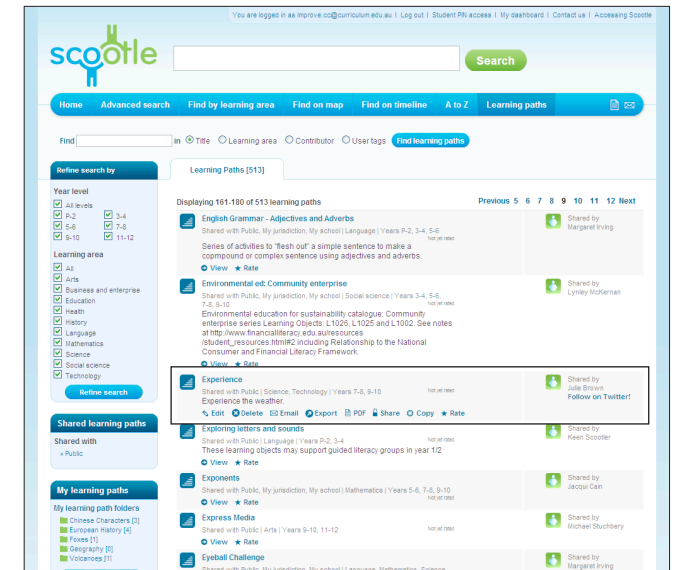 You are logged in as improve.cc@curriculum.edu.au | Log out | Student PIN access | My dashboard | Contact us | Accessing Scootle
scootle
Search
Home Advanced search Find by learning area Find on map Find on timeline A to Z Learning paths
Find in Title Learning area Contributor User tags Find learning paths
Refine search by
Learning Paths [513]
Year level
All levels
P-2 3-4
5-6 7-8
9-10 11-12
Learning area
All
Arts
Business and enterprise
Education
Health
History
Language
Mathematics
Science
Social science
Technology
Refine search
Shared learning paths
Shared with
» Public
My learning paths
My learning path folders
Chinese Characters [3]
European History [4]
Foxes [1]
Geography [0]
Volcanoes [1]
Displaying 161-180 of 513 learning paths
Previous 5 6 7 8 9 10 11 12 Next
English Grammar - Adjectives and Adverbs
Shared with Public, My jurisdiction, My school | Language | Years P-2, 3-4, 5-6
Not yet rated
Series of activities to "flesh out" a simple sentence to make a
copmpound or complex sentence using adjectives and adverbs.
View Rate
Shared by
Margaret Irving
Environmental ed: Community enterprise
Shared with Public, My jurisdiction, My school | Social science | Years 3-4, 5-6,
7-8, 9-10
Not yet rated
Environmental education for sustainability catalogue: Community
enterprise series Learning Objects: L1026, L1025 and L1002. See notes
at http://www.financialliteracy.edu.au/resources
/student_resources.html#2 including Relationship to the National
Consumer and Financial Literacy Framework.
View Rate
Shared by
Lynley McKernan
Experience
Shared with Public | Science, Technology | Years 7-8, 9-10
Not yet rated
Experience the weather.
Edit Delete Email Export PDF Share Copy Rate
Shared by
Julie Brown
Follow on Twitter!
Exploring letters and sounds
Shared with Public | Language | Years P-2, 3-4
Not yet rated
These learning objects may support guided literacy groups in year 1/2
View Rate
Shared by
Keen Scootler
Exponents
Shared with Public, My jurisdiction, My school | Mathematics | Years 5-6, 7-8, 9-10
Not yet rated
View Rate
Shared by
Jacqui Cain
Express Media
Shared with Public | Arts | Years 9-10, 11-12
Not yet rated
View Rate
Shared by
Michael Stuchbery
Eyeball Challenge
Shared with Public, My jurisdiction, My school | Language, Mathematics, Science
Shared by
Margaret Irving